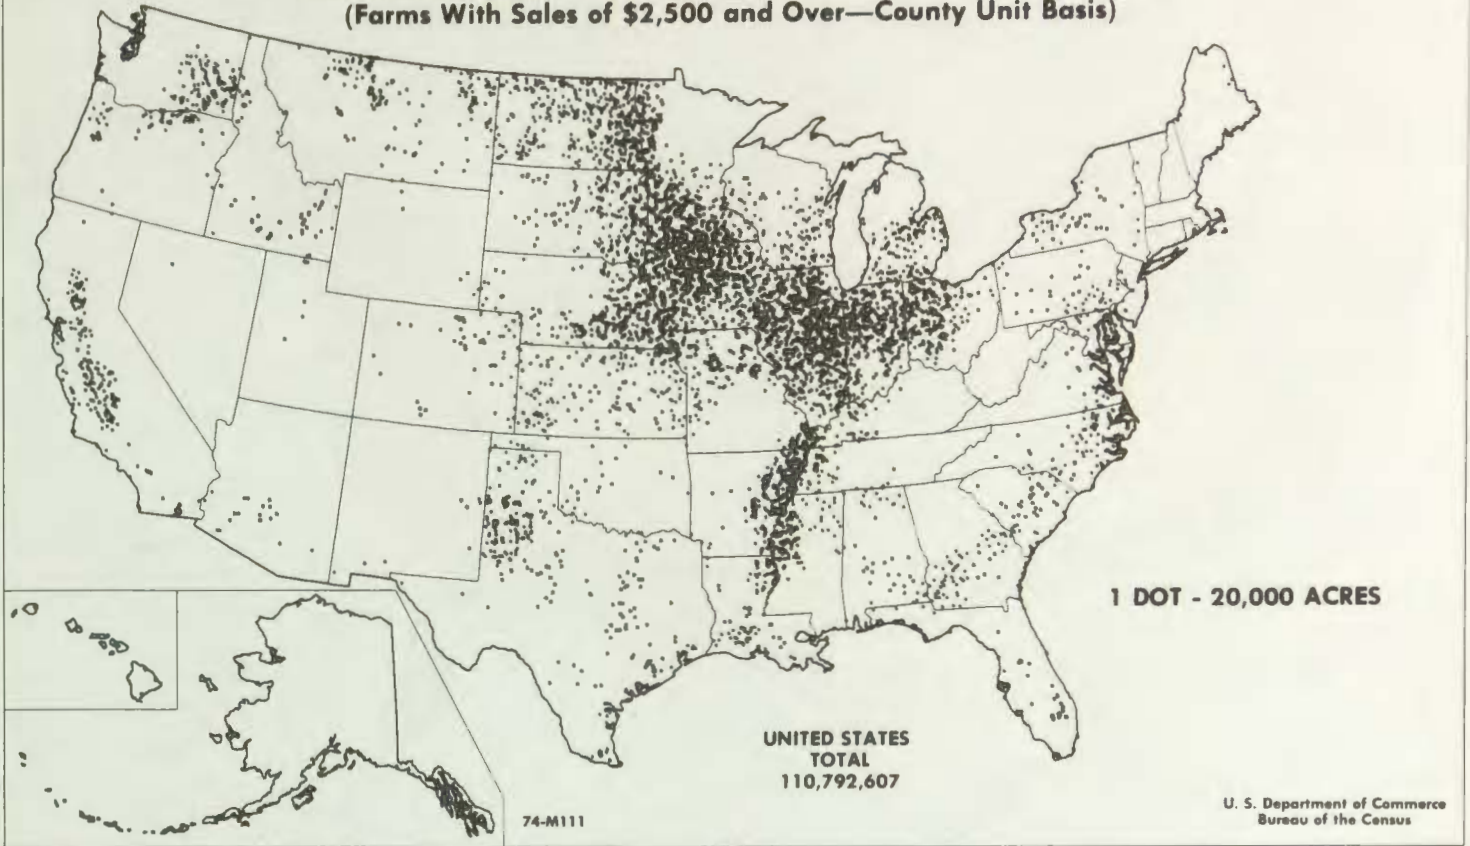 (Farms With Sales of $2,500 and Over—County Unit Basis)
1 DOT - 20,000 ACRES
UNITED STATES
TOTAL
110,792,607
74-M111
U. S. Department of Commerce
Bureau of the Census